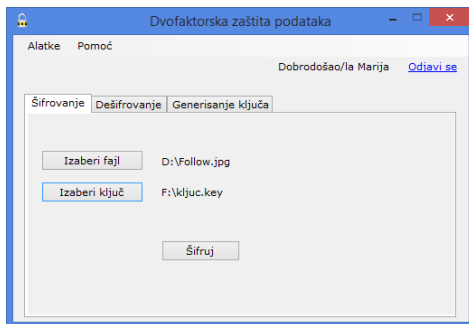 Dvofaktorska zaštita podataka
Alatke Pomoć
Dobrodošao/la Marija Odjavi se
Šifrovanje Dešifrovanje Generisanje ključa
Izaberi fajl D:\Follow.jpg
Izaberi ključ F:\kljuc.key
Šifruj